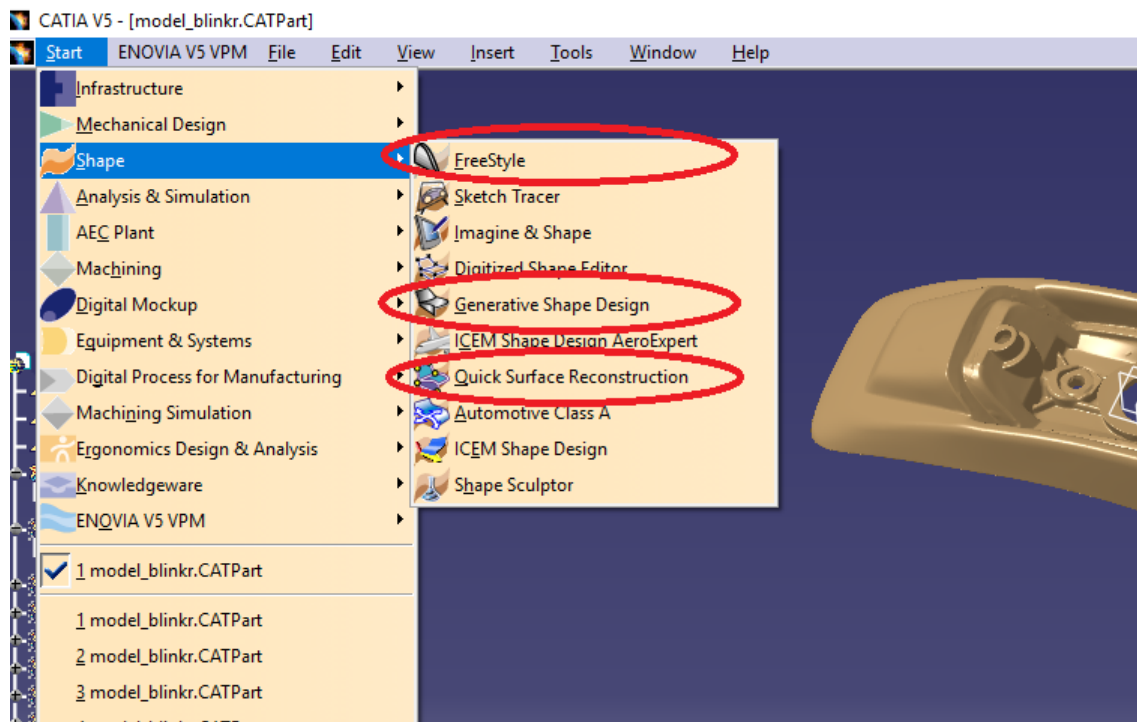 CATIA V5 - [model_blinkr.CATPart]
Start ENOVIA V5 VPM File Edit View Insert Tools Window Help
Infrastructure
Mechanical Design
Shape
Analysis & Simulation
AEC Plant
Machining
Digital Mockup
Equipment & Systems
Digital Process for Manufacturing
Machining Simulation
Ergonomics Design & Analysis
Knowledgeware
ENOVIA V5 VPM
1 model_blinkr.CATPart
1 model_blinkr.CATPart
2 model_blinkr.CATPart
3 model_blinkr.CATPart
FreeStyle
Sketch Tracer
Imagine & Shape
Digitized Shape Editor
Generative Shape Design
ICEM Shape Design AeroExpert
Quick Surface Reconstruction
Automotive Class A
ICEM Shape Design
Shape Sculptor